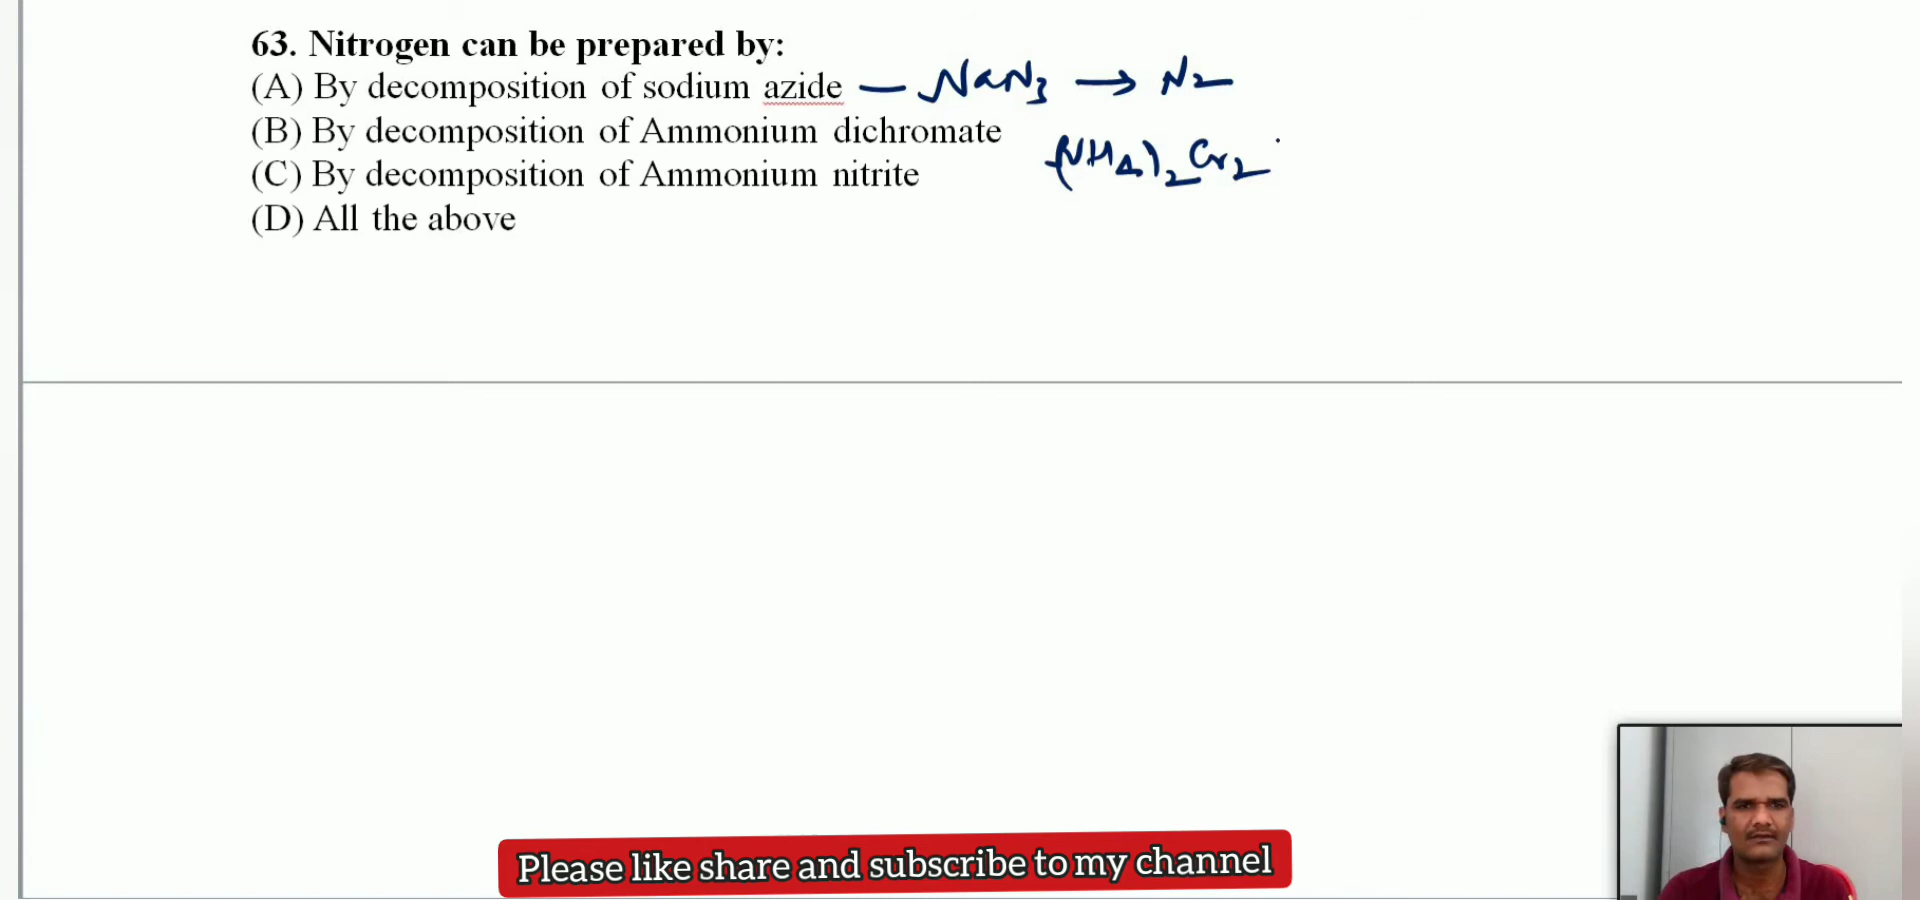 63. Nitrogen can be prepared by:
(A) By decomposition of sodium azide — NaN3 → N2
(B) By decomposition of Ammonium dichromate
(NH4)2Cr2
(C) By decomposition of Ammonium nitrite
(D) All the above
Please like share and subscribe to my channel